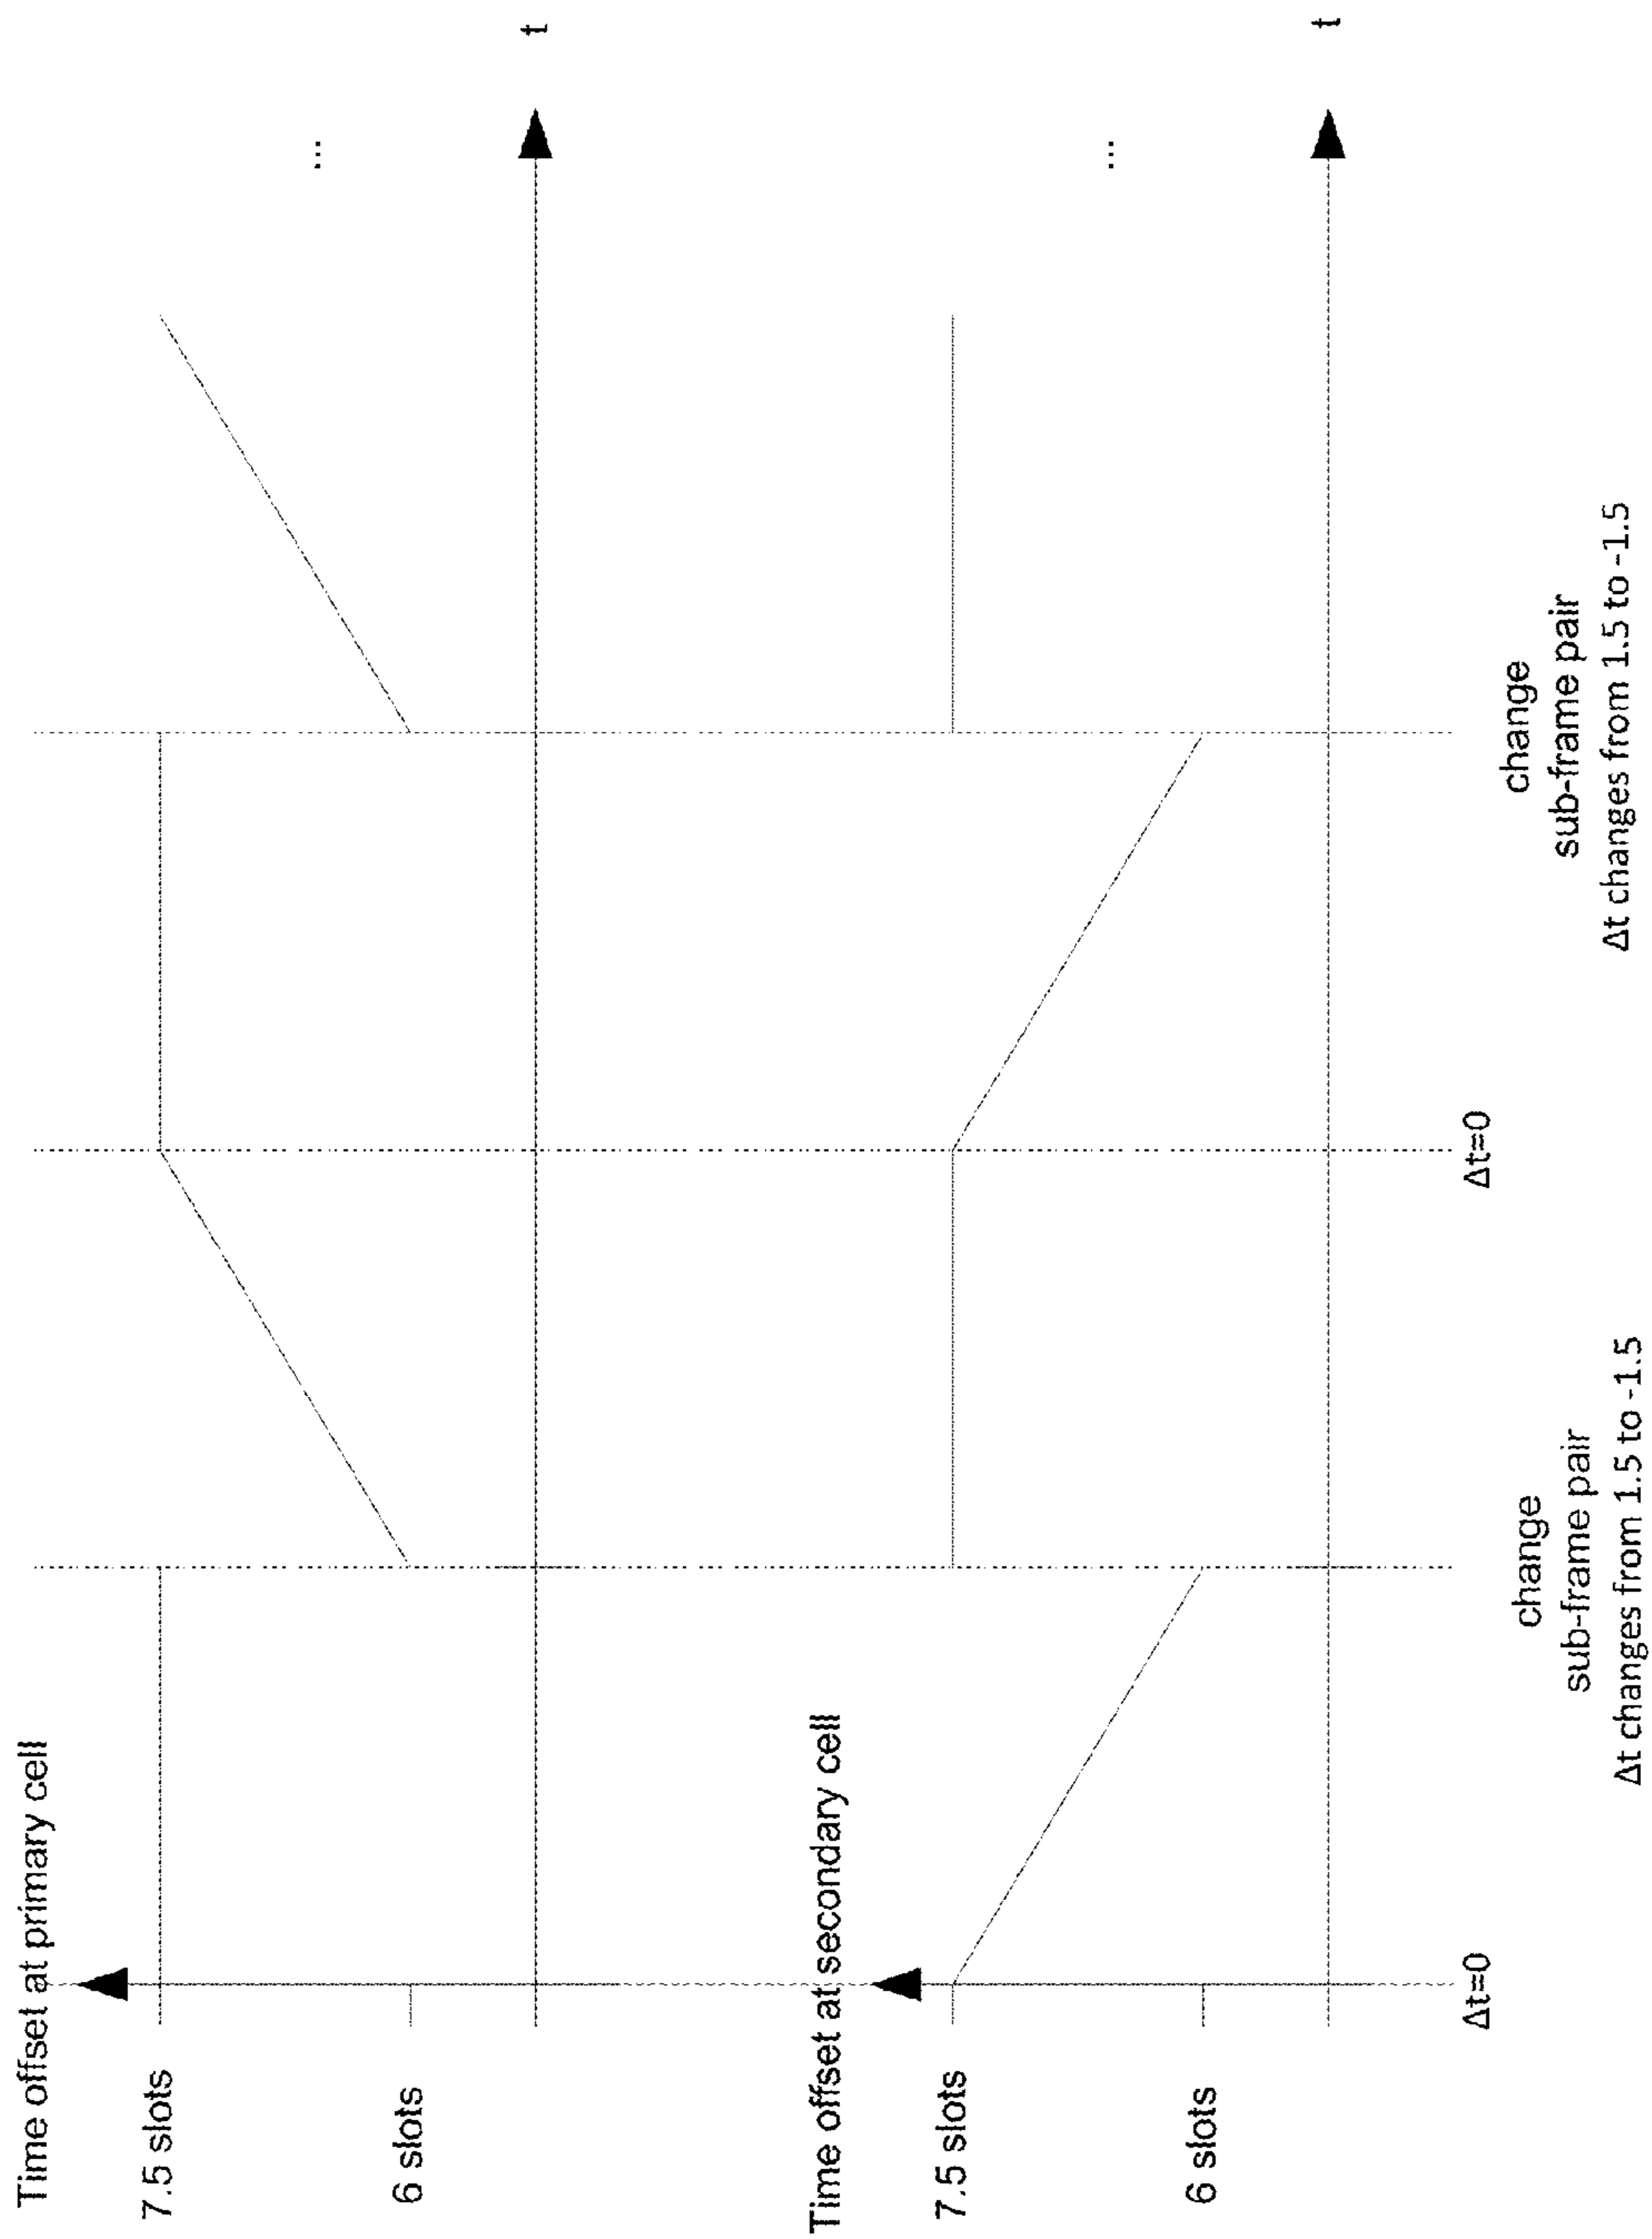 Time offset at primary cell
7.5 slots
6 slots
...
t
Time offset at secondary cell
7.5 slots
6 slots
...
t
Δt=0
change
sub-frame pair
Δt changes from 1.5 to -1.5
Δt=0
change
sub-frame pair
Δt changes from 1.5 to -1.5